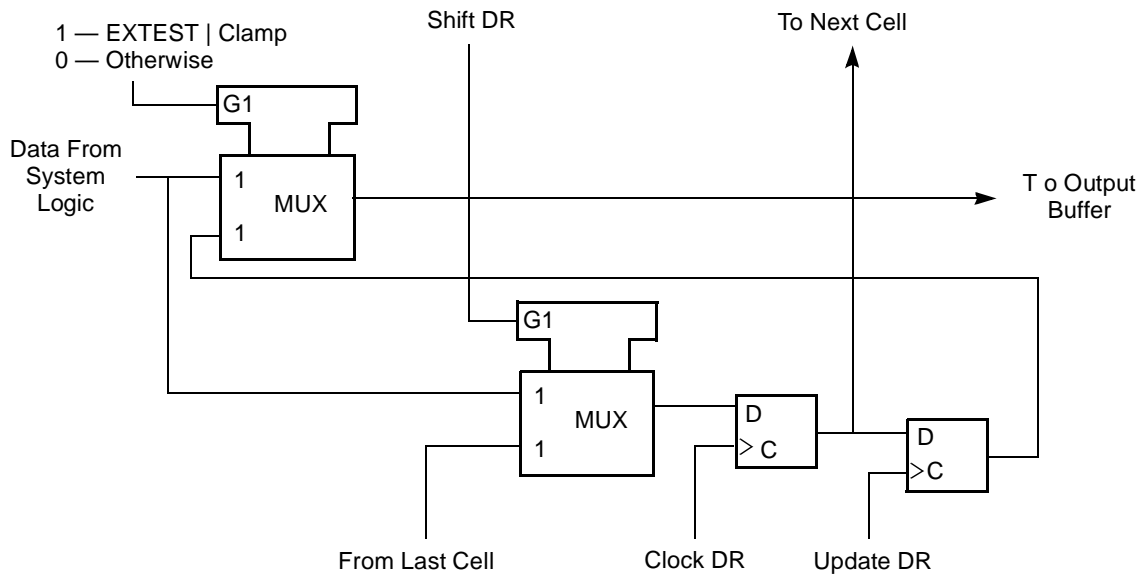 1 — EXTEST | Clamp
0 — Otherwise
Shift DR
To Next Cell
G1
Data From
System
Logic
1
MUX
1
T o Output
Buffer
G1
1
MUX
1
D
C
D
C
From Last Cell
Clock DR
Update DR